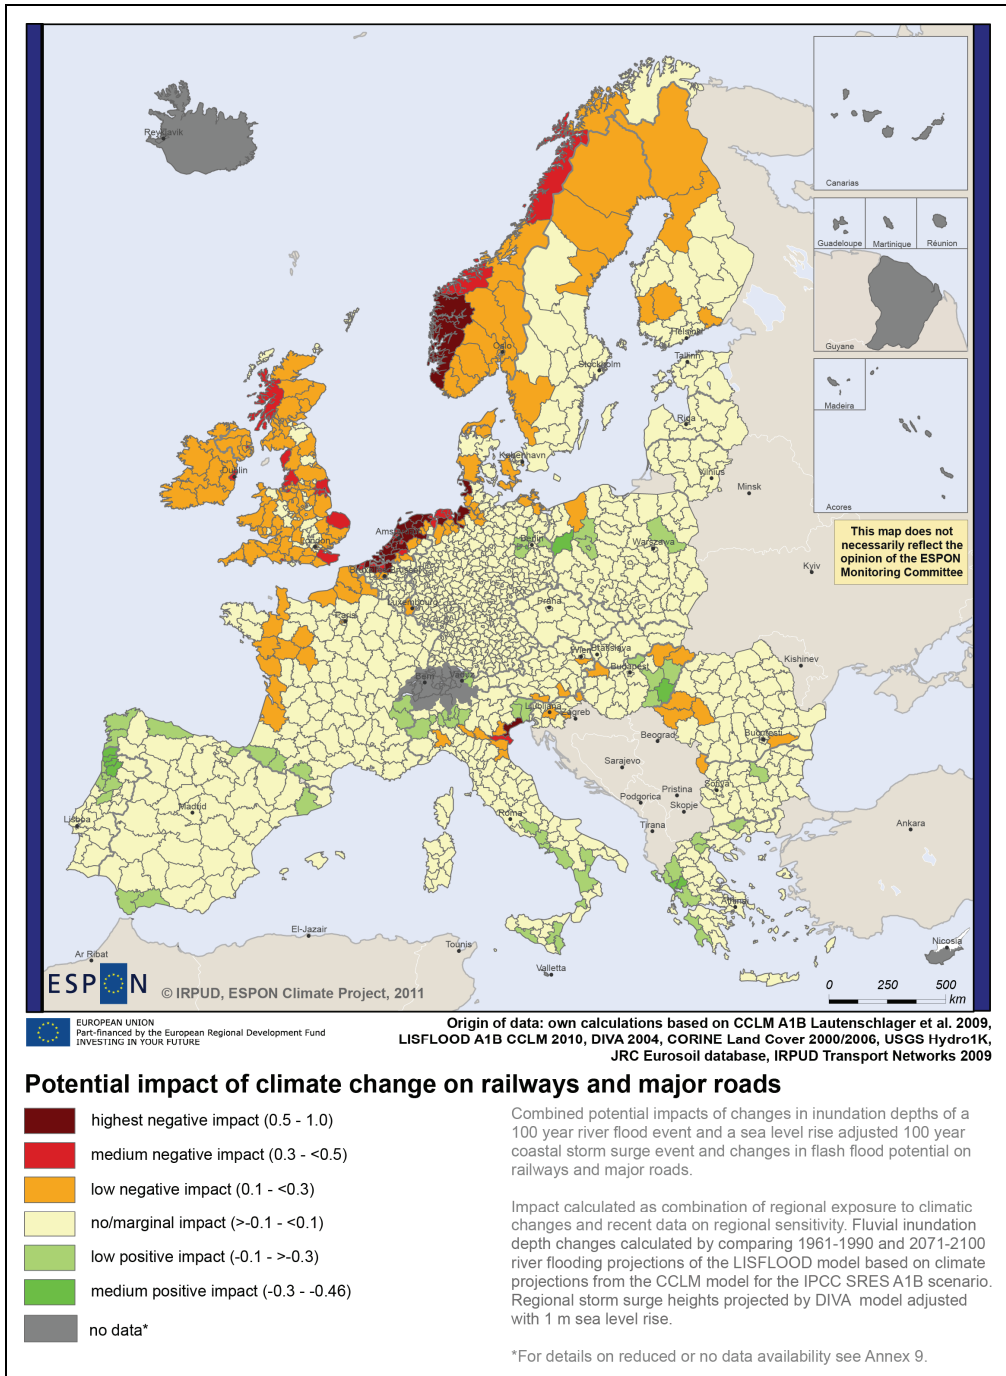 Canarias
Guadeloupe
Martinique
Réunion
Guyane
Madeira
Acores
This map does not
necessarily reflect the
opinion of the ESPON
Monitoring Committee
Reykjavik
Oslo
Stockholm
Helsinki
Tallinn
Riga
Vilnius
Minsk
København
Dublin
London
Berlin
Warszawa
Kyiv
Luxembourg
Paris
Praha
Wien
Bratislava
Budapest
Kishinev
Bern
Vaduz
Ljubljana
Zagreb
Beograd
Bucuresti
Sarajevo
Sofiya
Pristina
Podgorica
Skopje
Tirana
Roma
Madrid
Lisboa
Ankara
Athinai
El-Jazair
Tounis
Ar Ribat
Valletta
Nicosia
ESPON
© IRPUD, ESPON Climate Project, 2011
0 250 500
km
EUROPEAN UNION
Part-financed by the European Regional Development Fund
INVESTING IN YOUR FUTURE
Origin of data: own calculations based on CCLM A1B Lautenschlager et al. 2009,
LISFLOOD A1B CCLM 2010, DIVA 2004, CORINE Land Cover 2000/2006, USGS Hydro1K,
JRC Eurosoil database, IRPUD Transport Networks 2009
Potential impact of climate change on railways and major roads
highest negative impact (0.5 - 1.0)
medium negative impact (0.3 - <0.5)
low negative impact (0.1 - <0.3)
no/marginal impact (>-0.1 - <0.1)
low positive impact (-0.1 - >-0.3)
medium positive impact (-0.3 - -0.46)
no data*
Combined potential impacts of changes in inundation depths of a
100 year river flood event and a sea level rise adjusted 100 year
coastal storm surge event and changes in flash flood potential on
railways and major roads.
Impact calculated as combination of regional exposure to climatic
changes and recent data on regional sensitivity. Fluvial inundation
depth changes calculated by comparing 1961-1990 and 2071-2100
river flooding projections of the LISFLOOD model based on climate
projections from the CCLM model for the IPCC SRES A1B scenario.
Regional storm surge heights projected by DIVA model adjusted
with 1 m sea level rise.
*For details on reduced or no data availability see Annex 9.